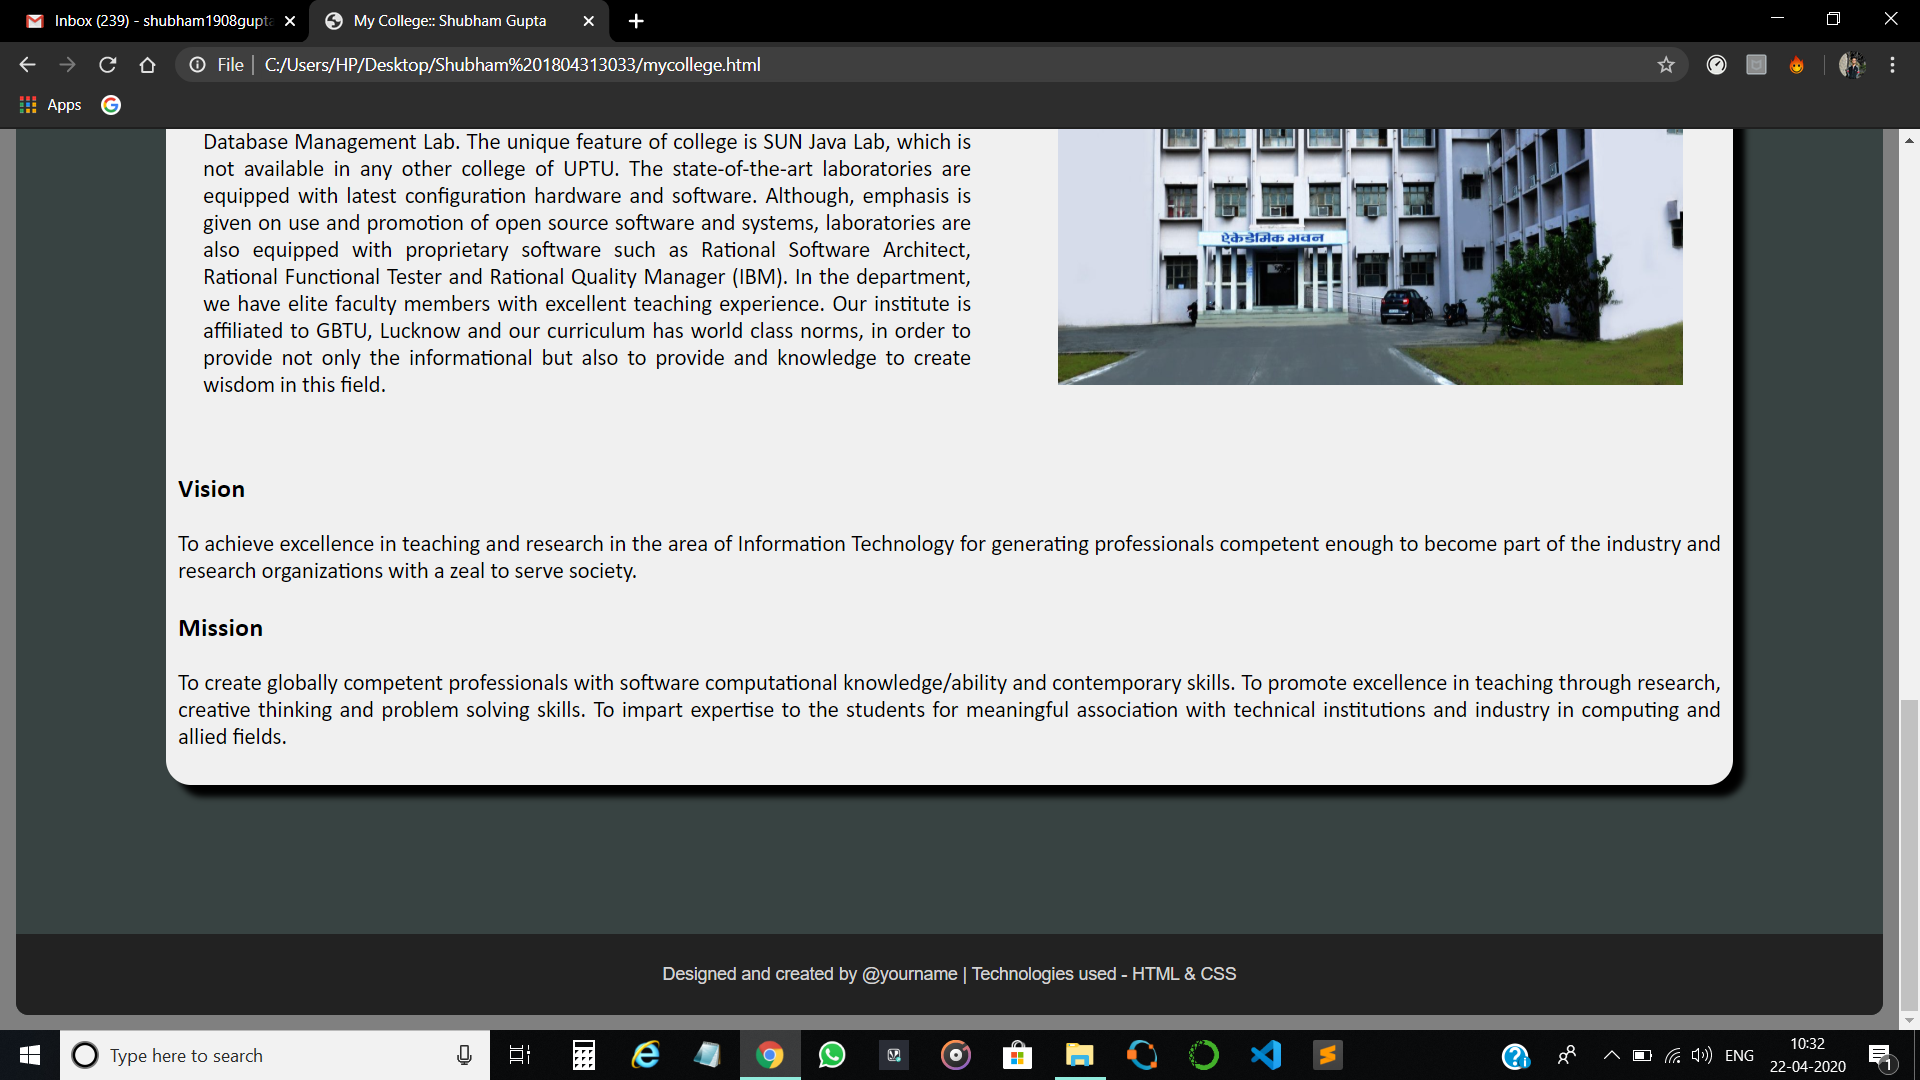 Inbox (239) - shubham1908gupta
My College:: Shubham Gupta
File
C:/Users/HP/Desktop/Shubham%201804313033/mycollege.html
Apps
Database Management Lab. The unique feature of college is SUN Java Lab, which is
not available in any other college of UPTU. The state-of-the-art laboratories are
equipped with latest configuration hardware and software. Although, emphasis is
given on use and promotion of open source software and systems, laboratories are
also equipped with proprietary software such as Rational Software Architect,
Rational Functional Tester and Rational Quality Manager (IBM). In the department,
we have elite faculty members with excellent teaching experience. Our institute is
affiliated to GBTU, Lucknow and our curriculum has world class norms, in order to
provide not only the informational but also to provide and knowledge to create
wisdom in this field.
ऐकेडेमिक भवन
Vision
To achieve excellence in teaching and research in the area of Information Technology for generating professionals competent enough to become part of the industry and
research organizations with a zeal to serve society.
Mission
To create globally competent professionals with software computational knowledge/ability and contemporary skills. To promote excellence in teaching through research,
creative thinking and problem solving skills. To impart expertise to the students for meaningful association with technical institutions and industry in computing and
allied fields.
Designed and created by @yourname | Technologies used - HTML & CSS
Type here to search
ENG
10:32
22-04-2020
1